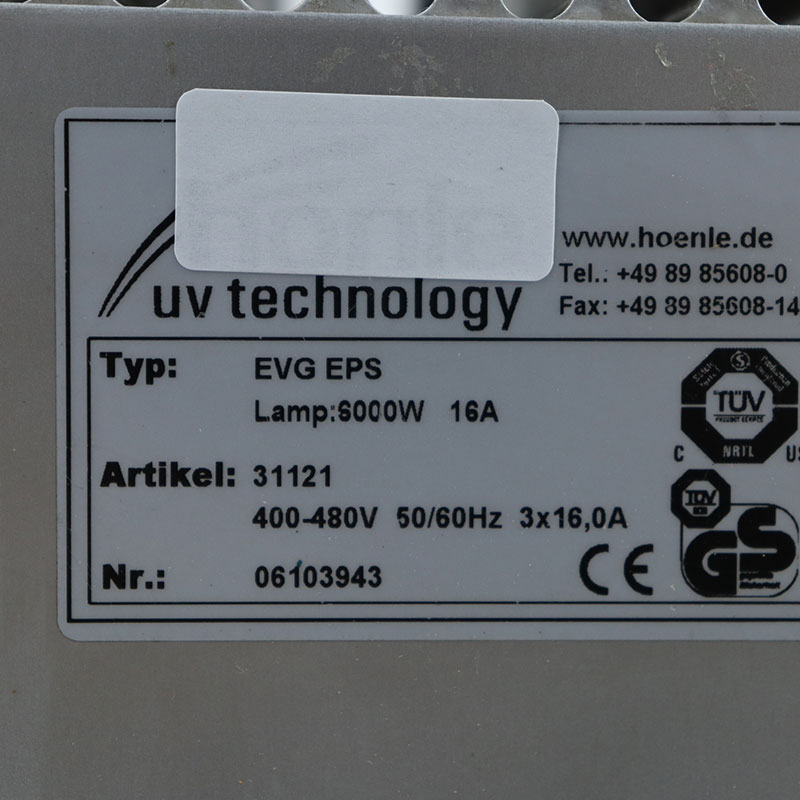 www.hoenle.de
Tel.: +49 89 85608-0
Fax: +49 89 85608-14
uv technology
Typ: EVG EPS
Lamp:6000W 16A
Artikel: 31121
400-480V 50/60Hz 3x16,0A
Nr.: 06103943
TÜV
C NRTL US
TÜV
GS
CE